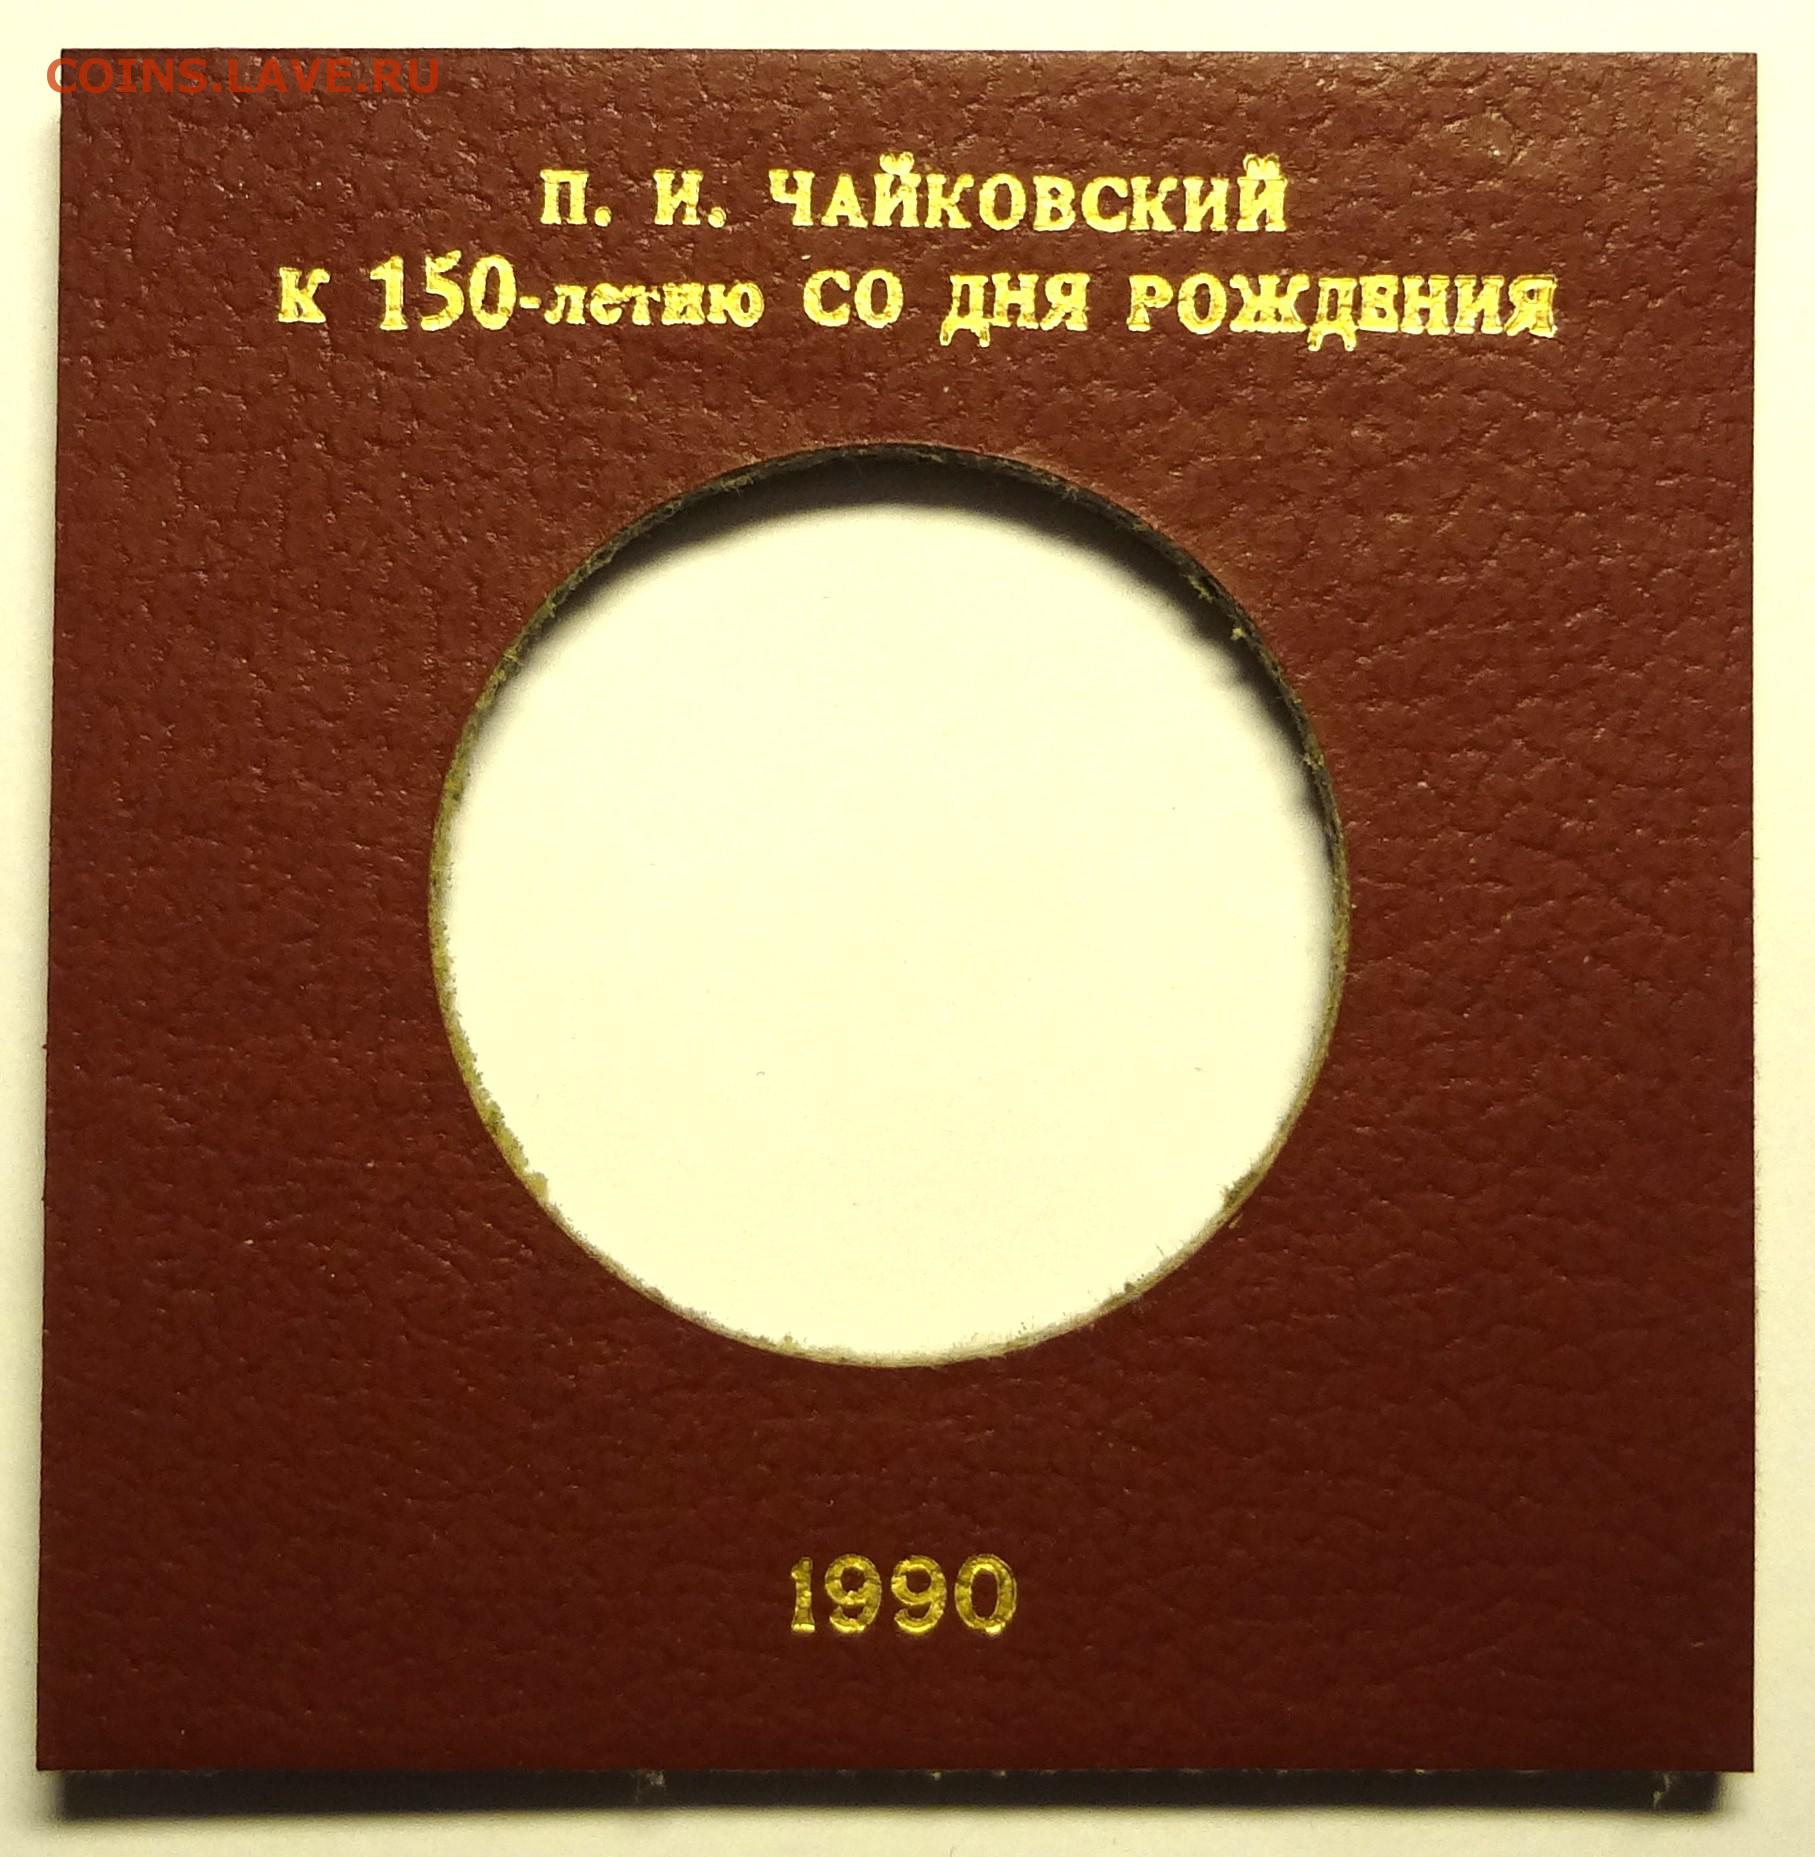 COINS.LAVE.RU
П. И. ЧАЙКОВСКИЙ
К 150-летию СО ДНЯ РОЖДЕНИЯ
1990